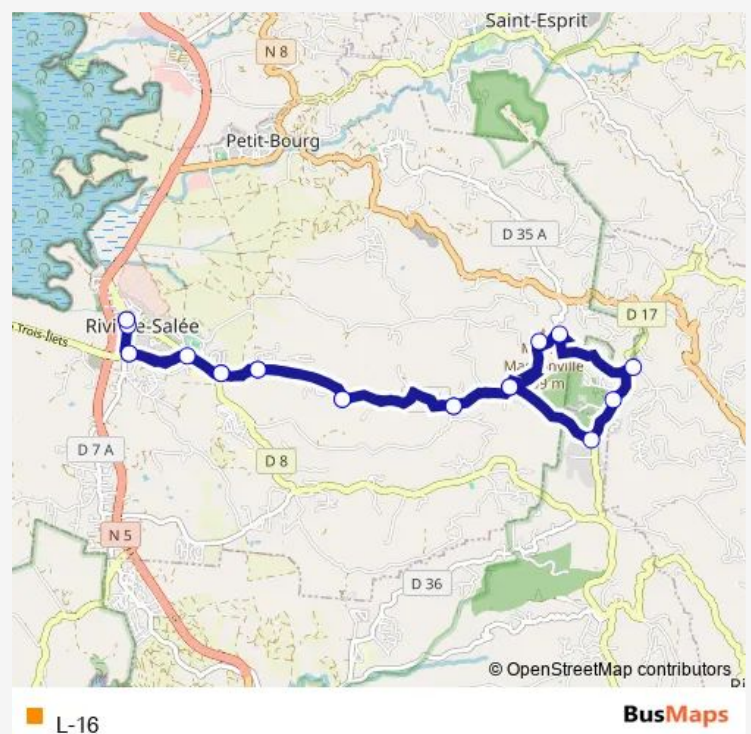 Saint-Esprit
N 8
Petit-Bourg
D 35 A
D 17
Trois-Îlets
D 7 A
D 8
N 5
D 36
© OpenStreetMap contributors
L-16
BusMaps